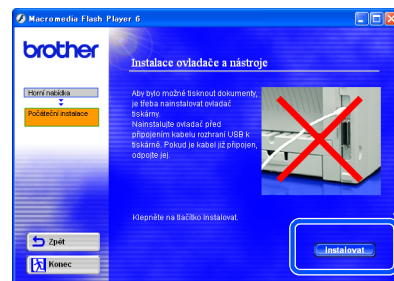 Macromedia Flash Player 6
brother
Instalace ovladače a nástroje
Horní nabídka
Počáteční instalace
Aby bylo možné tisknout dokumenty,
je třeba nainstalovat ovladač
tiskárny.
Nainstalujte ovladač před
připojením kabelu rozhraní USB k
tiskárně. Pokud je kabel již připojen,
odpojte jej.
Klepněte na tlačítko Instalovat.
Instalovat
Zpět
Konec